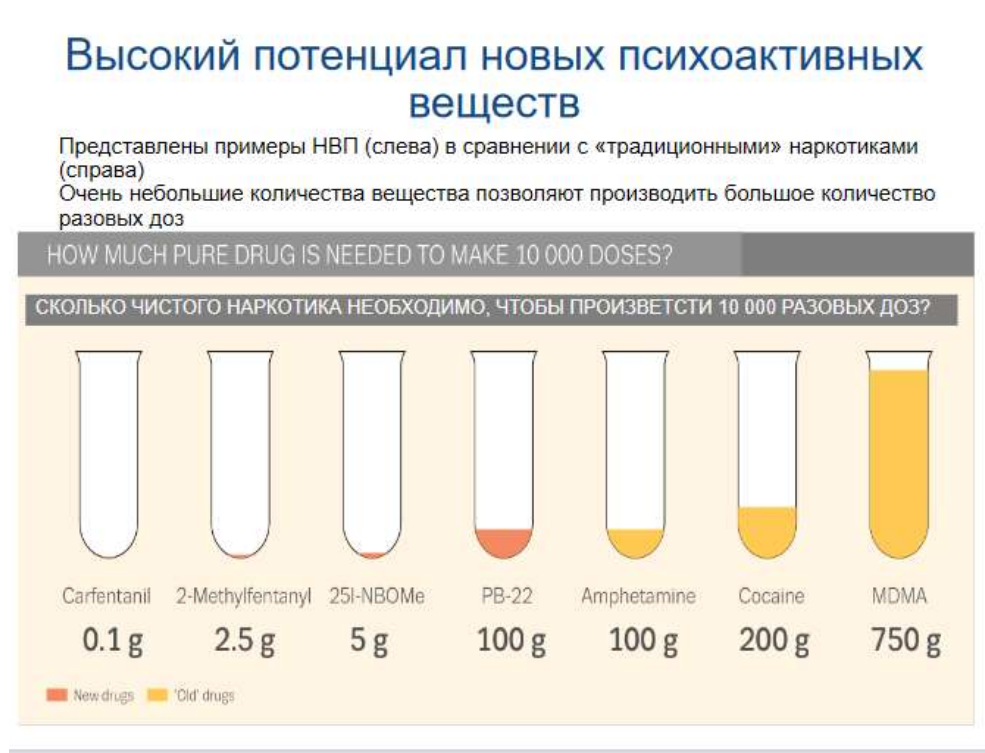 Высокий потенциал новых психоактивных
веществ
Представлены примеры НВП (слева) в сравнении с «традиционными» наркотиками
(справа)
Очень небольшие количества вещества позволяют производить большое количество
разовых доз
HOW MUCH PURE DRUG IS NEEDED TO MAKE 10 000 DOSES?
СКОЛЬКО ЧИСТОГО НАРКОТИКА НЕОБХОДИМО, ЧТОБЫ ПРОИЗВЕТСТИ 10 000 РАЗОВЫХ ДОЗ?
Carfentanil 2-Methylfentanyl 25I-NBOMe PB-22 Amphetamine Cocaine MDMA
0.1 g 2.5 g 5 g 100 g 100 g 200 g 750 g
New drugs 'Old' drugs